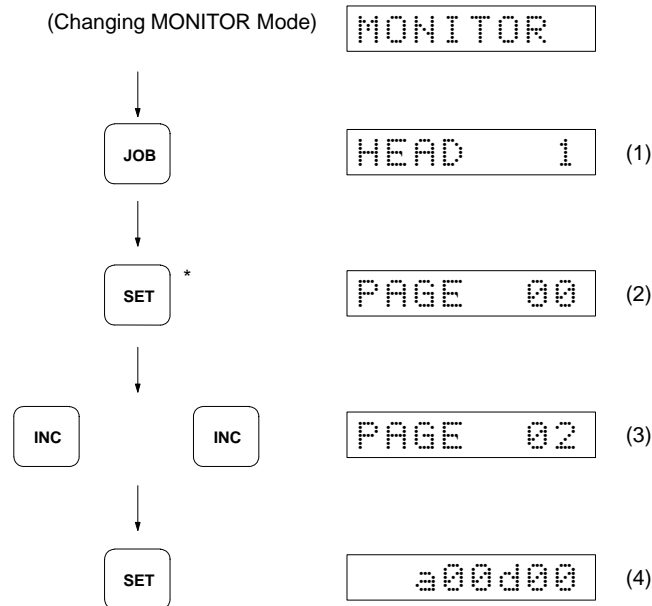 (Changing MONITOR Mode) MONITOR
JOB HEAD 1 (1)
SET * PAGE 00 (2)
INC INC PAGE 02 (3)
SET a00d00 (4)